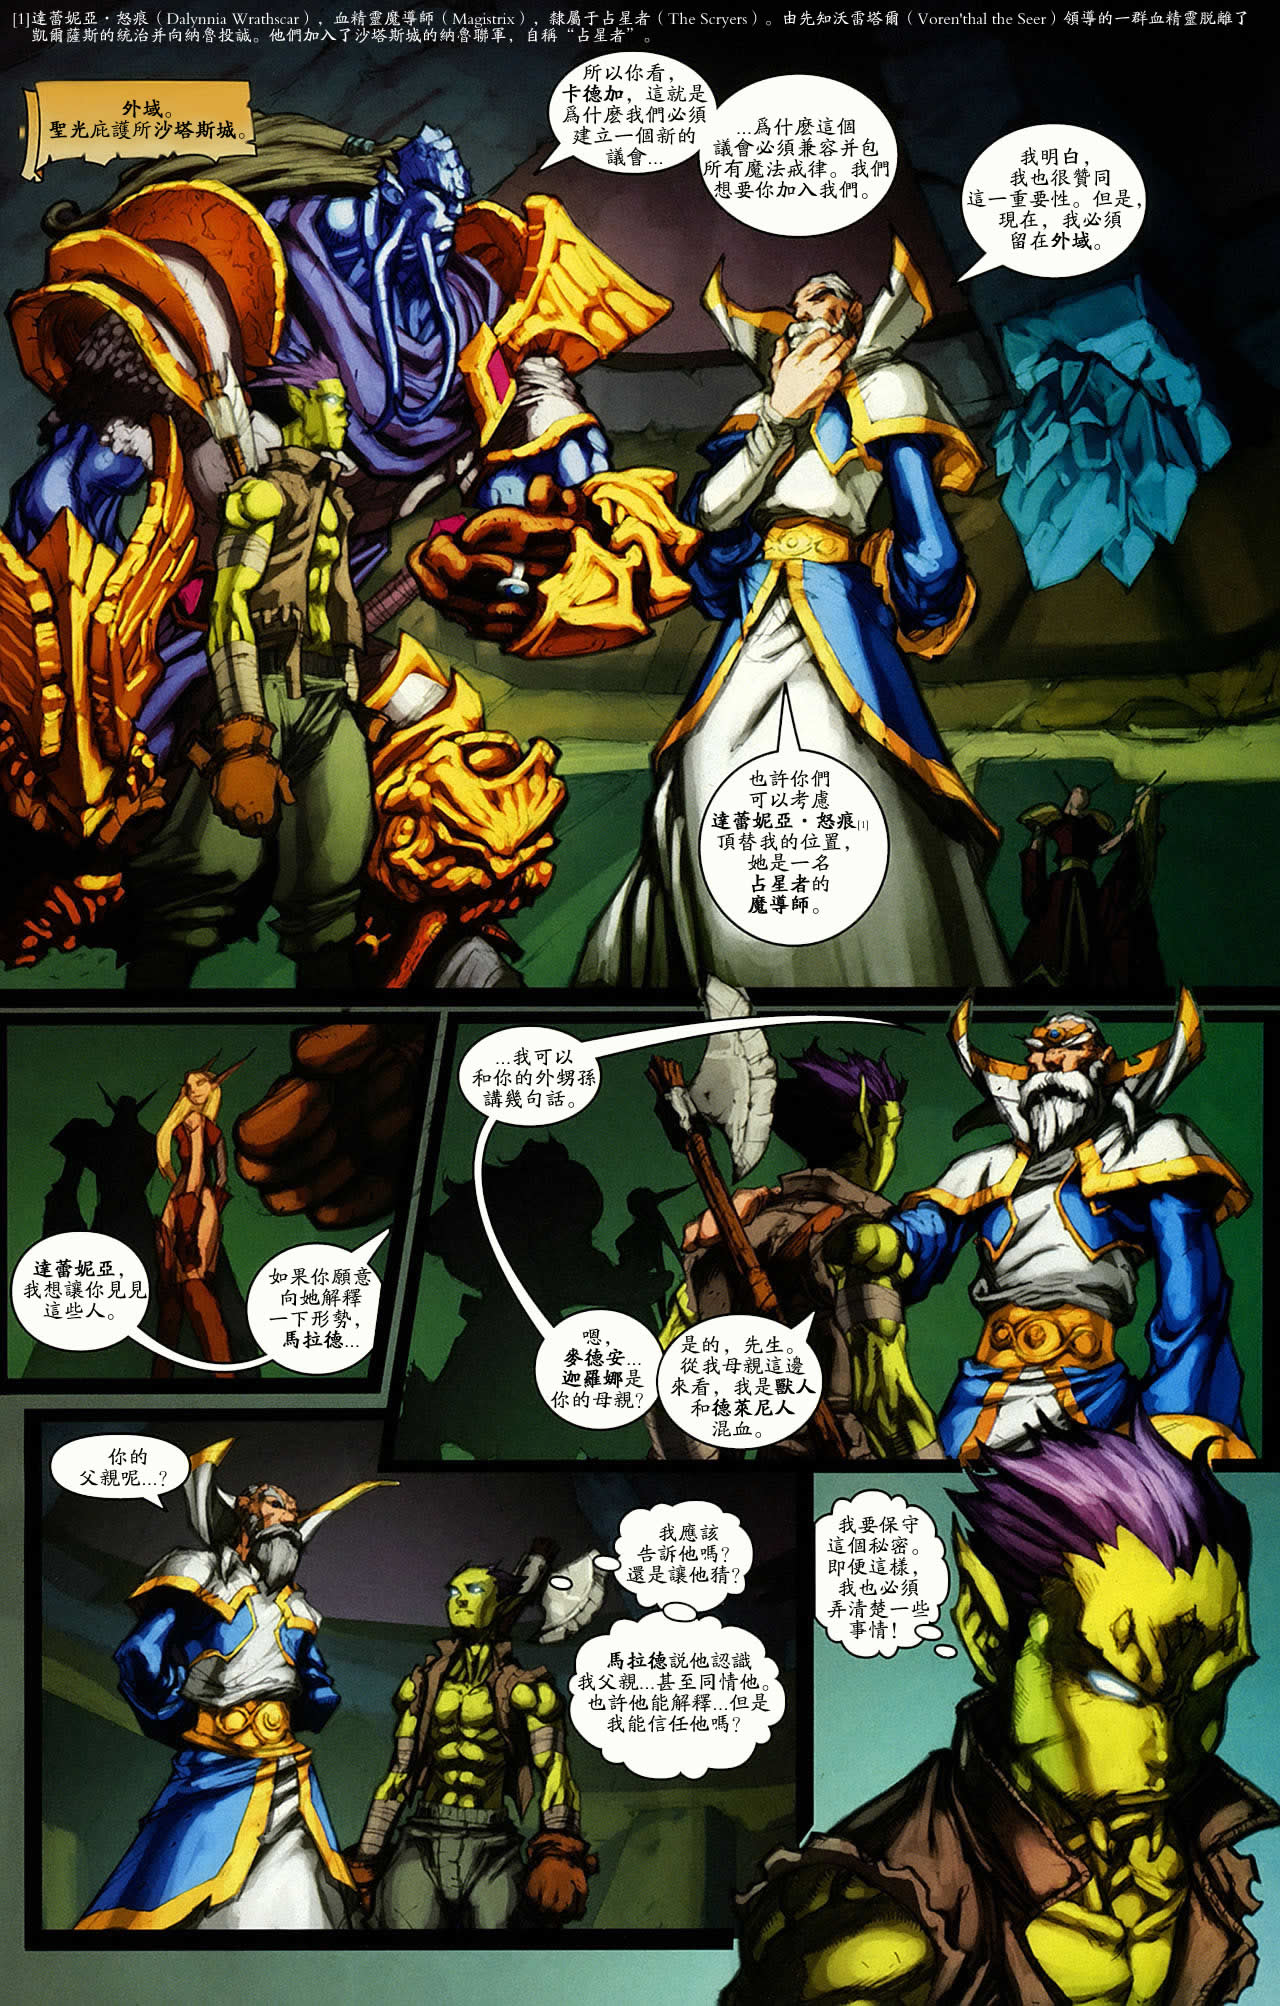 [1]達蕾妮亞·怒痕（Dalynnia Wrathscar），血精靈魔導師（Magistrix），隸屬于占星者（The Scryers）。由先知沃雷塔爾（Voren'thal the Seer）領導的一群血精靈脫離了
凱爾薩斯的統治并向納魯投誠。他們加入了沙塔斯城的納魯聯軍，自稱“占星者”。
外域。
聖光庇護所沙塔斯城。
所以你看，
卡德加，這就是
爲什麽我們必須
建立一個新的
議會...
...爲什麽這個
議會必須兼容并包
所有魔法戒律。我們
想要你加入我們。
我明白，
我也很贊同
這一重要性。但是，
現在，我必須
留在外域。
也許你們
可以考慮
達蕾妮亞·怒痕[1]
頂替我的位置，
她是一名
占星者的
魔導師。
達蕾妮亞，
我想讓你見見
這些人。
如果你願意
向她解釋
一下形勢，
馬拉德...
...我可以
和你的外甥孫
講幾句話。
嗯，
麥德安...
迦羅娜是
你的母親?
是的，先生。
從我母親這邊
來看，我是獸人
和德萊尼人
混血。
你的
父親呢...?
我應該
告訴他嗎?
還是讓他猜?
馬拉德説他認識
我父親...甚至同情他。
也許他能解釋...但是
我能信任他嗎?
我要保守
這個秘密。
即便這樣，
我也必須
弄清楚一些
事情!